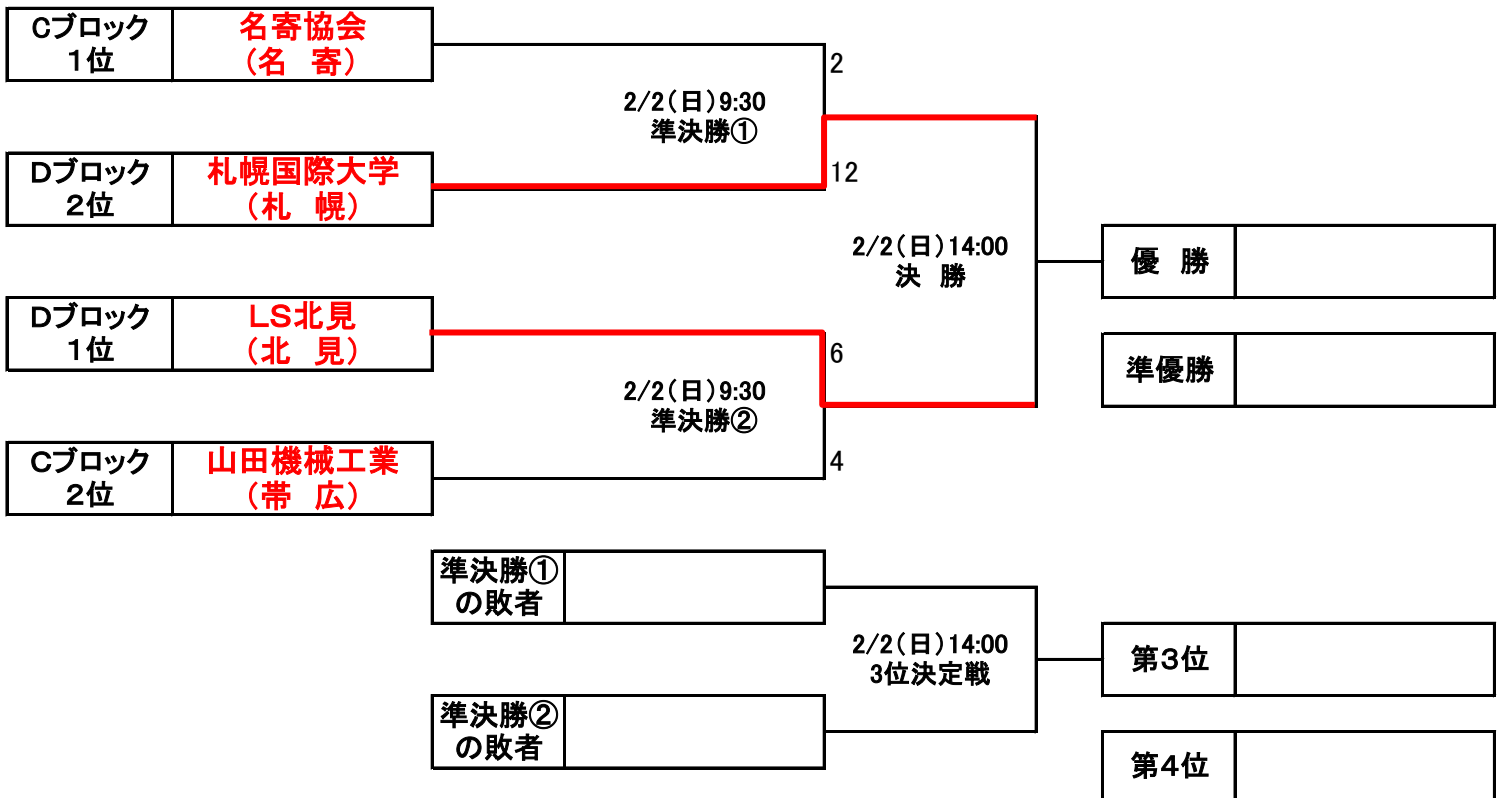 Cブロック
1位
名寄協会
(名 寄)
2
2/2(日)9:30
準決勝①
Dブロック
2位
札幌国際大学
(札 幌)
12
2/2(日)14:00
決 勝
優 勝
Dブロック
1位
LS北見
(北 見)
6
準優勝
2/2(日)9:30
準決勝②
Cブロック
2位
山田機械工業
(帯 広)
4
準決勝①
の敗者
2/2(日)14:00
3位決定戦
第3位
準決勝②
の敗者
第4位